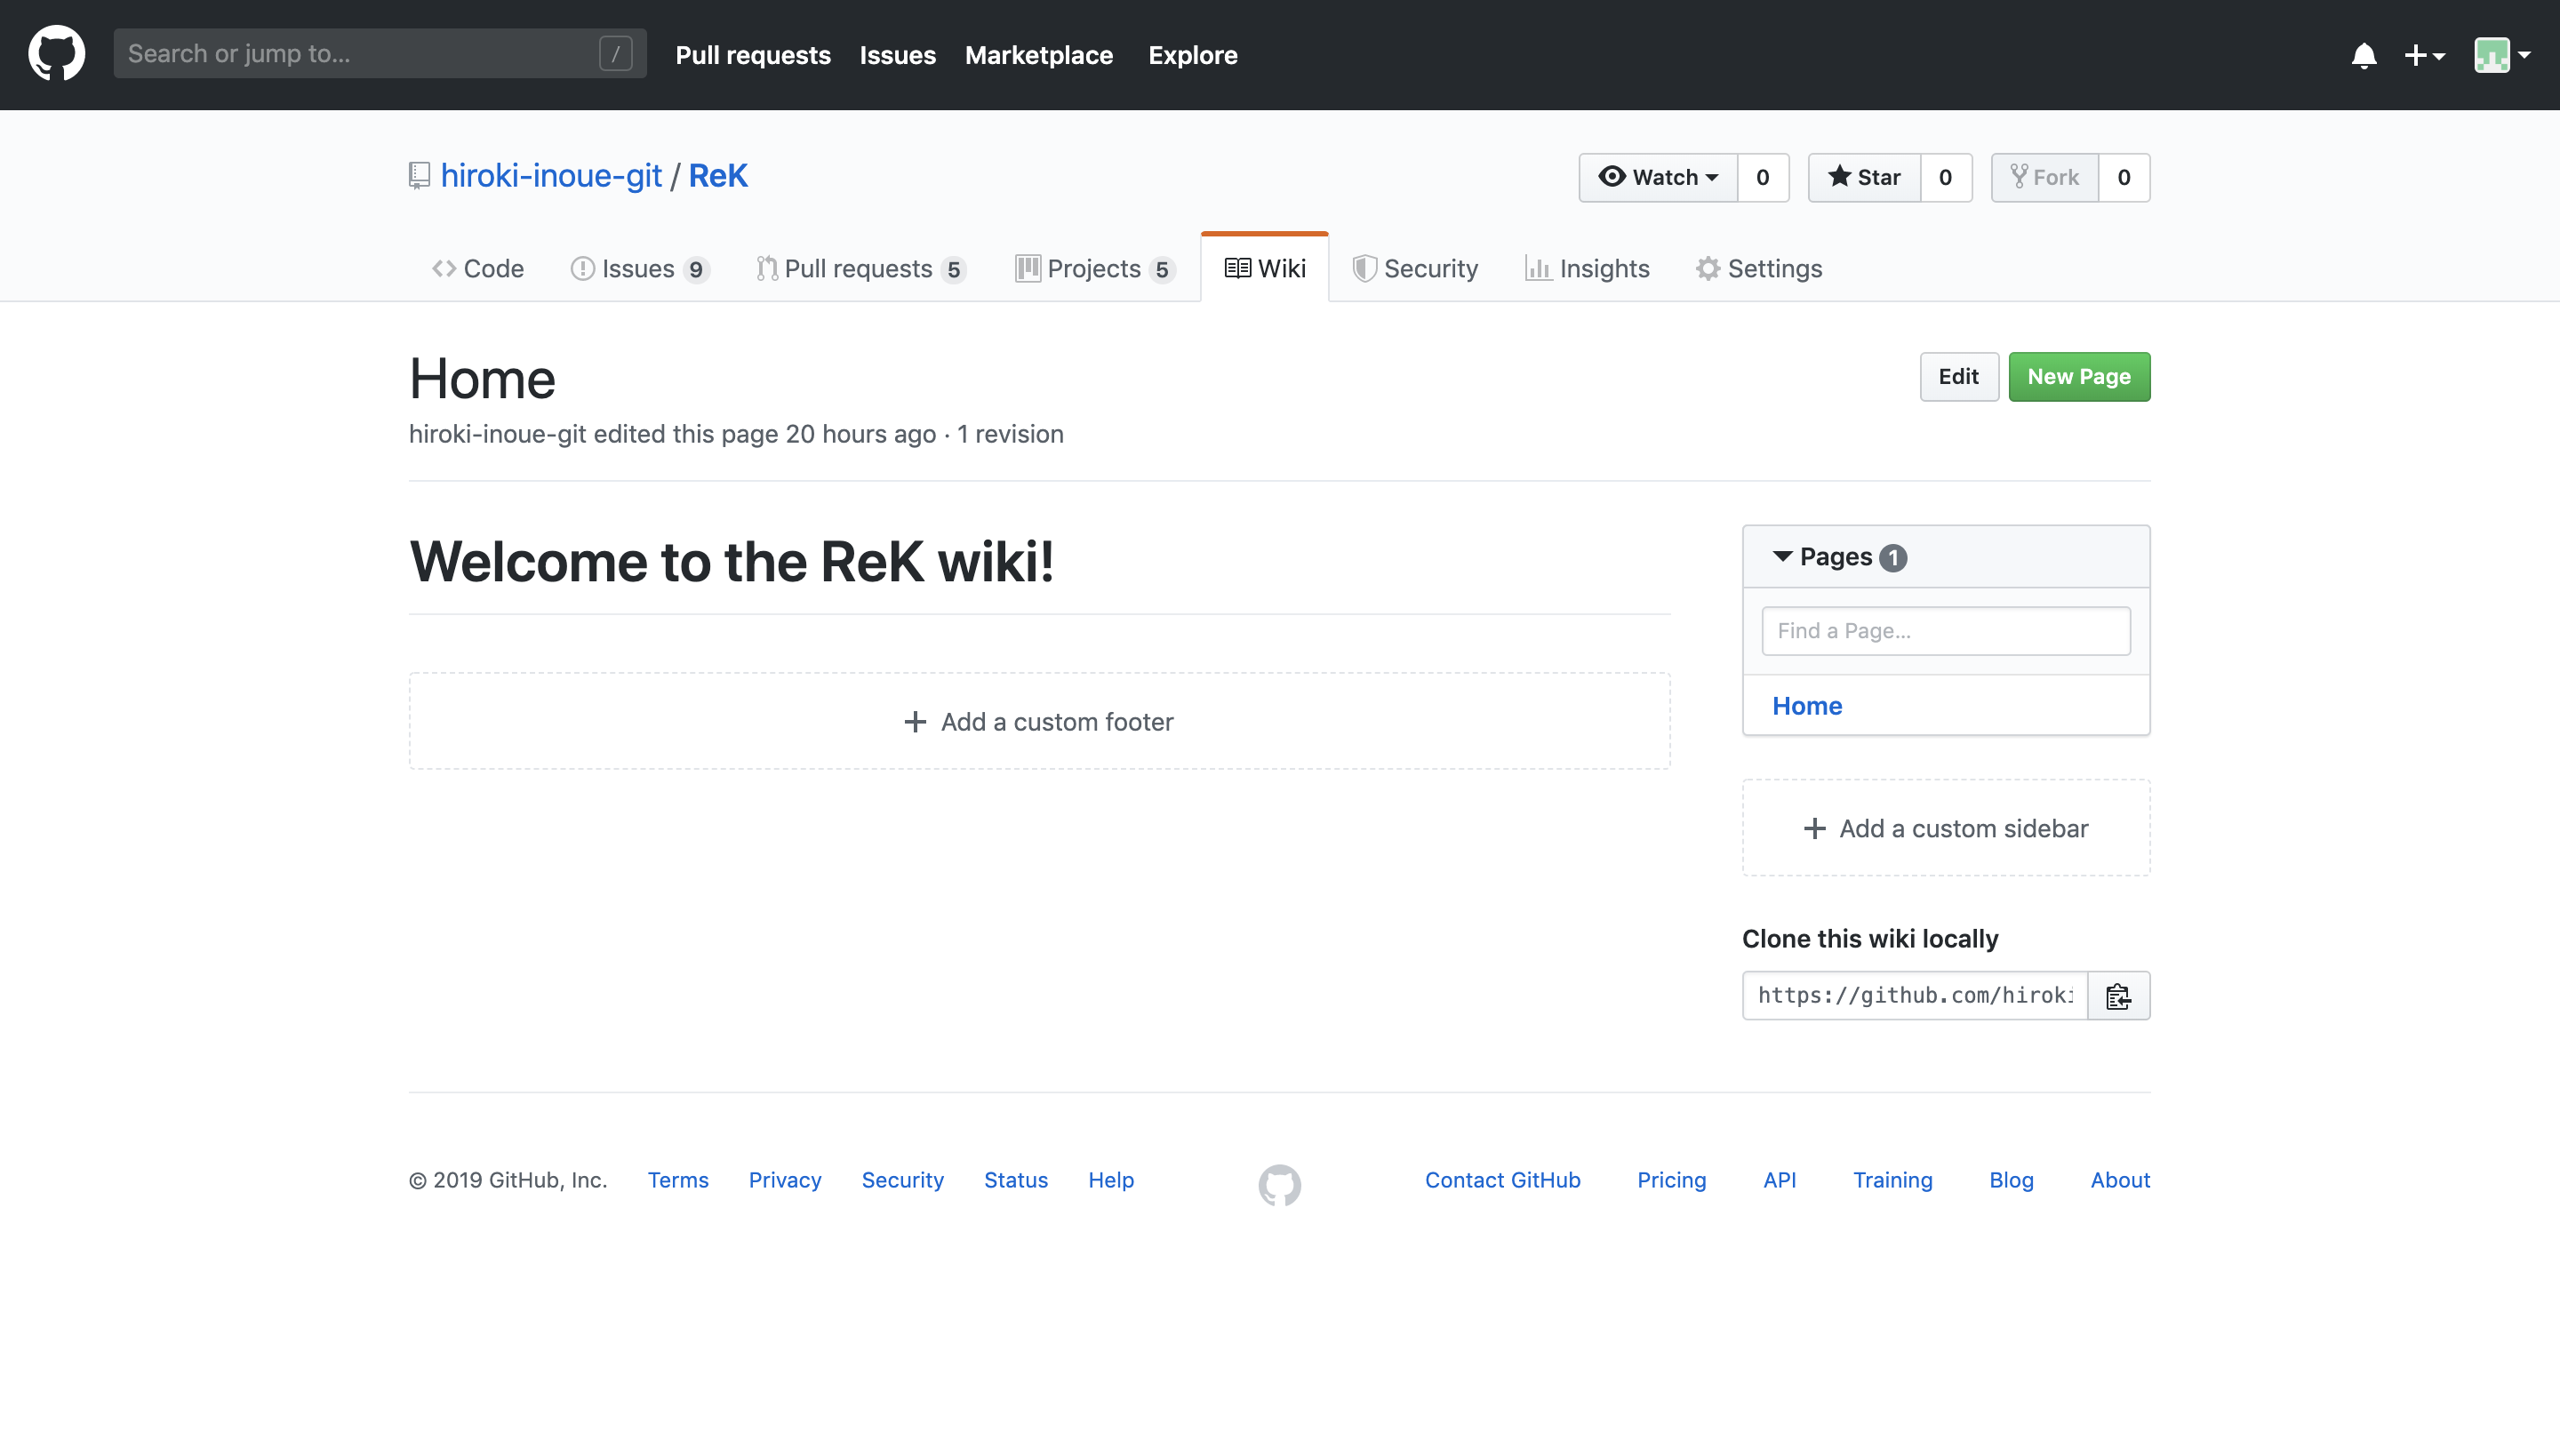 Search or jump to... /
Pull requests Issues Marketplace Explore
hiroki-inoue-git / ReK
Watch 0 Star 0 Fork 0
Code Issues 9 Pull requests 5 Projects 5 Wiki Security Insights Settings
Home
Edit New Page
hiroki-inoue-git edited this page 20 hours ago · 1 revision
Welcome to the ReK wiki!
Add a custom footer
Pages 1
Find a Page...
Home
Add a custom sidebar
Clone this wiki locally
https://github.com/hiroki
© 2019 GitHub, Inc. Terms Privacy Security Status Help Contact GitHub Pricing API Training Blog About